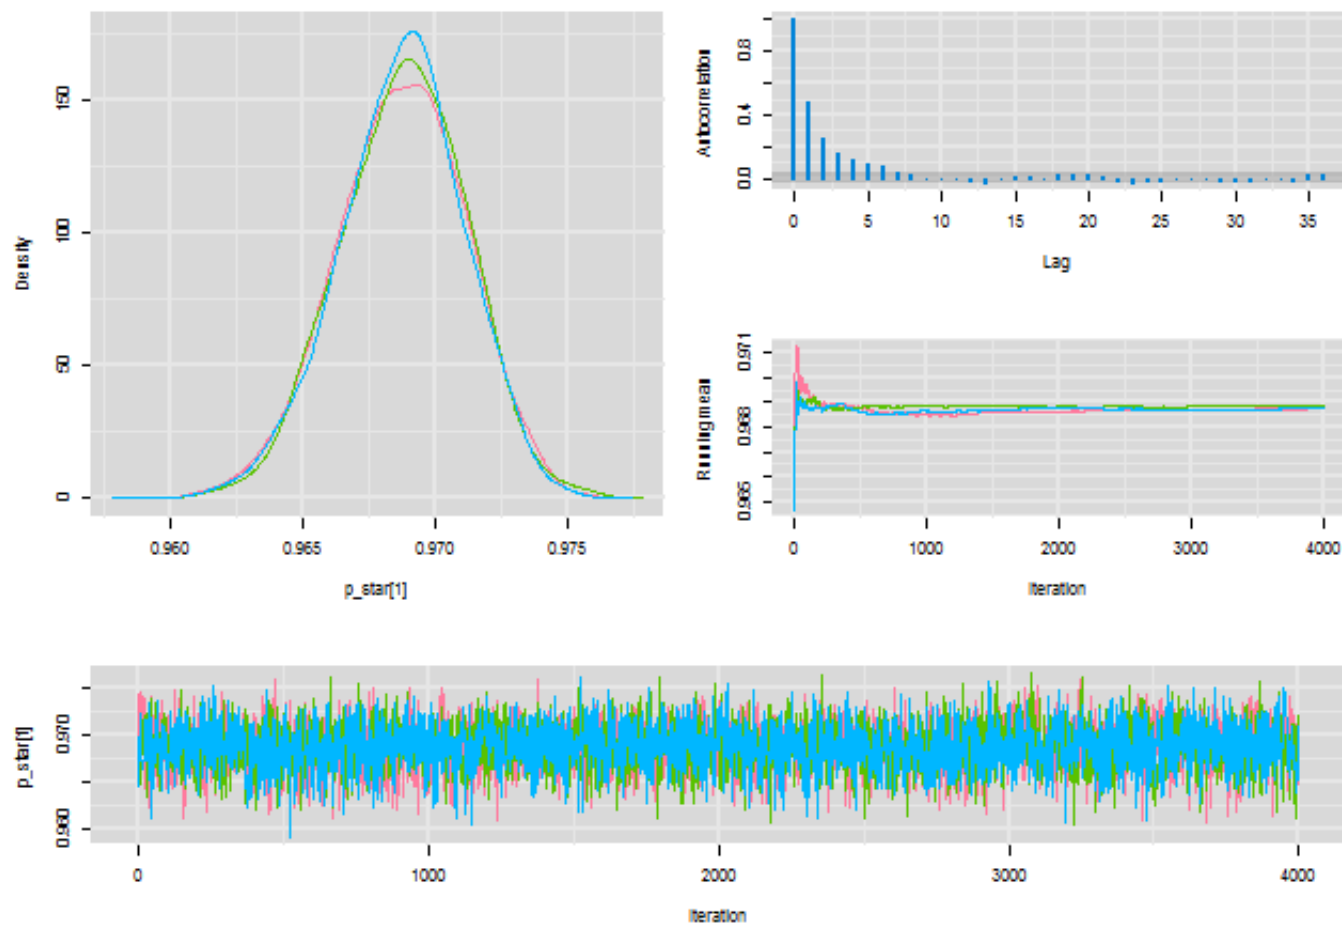 Density
150
100
50
0
0.960 0.965 0.970 0.975
p_star[1]
Autocorrelation
0.8
0.4
0.0
0 5 10 15 20 25 30 35
Lag
Running mean
0.971
0.968
0.965
0 1000 2000 3000 4000
Iteration
p_star[1]
0.970
0.960
0 1000 2000 3000 4000
Iteration